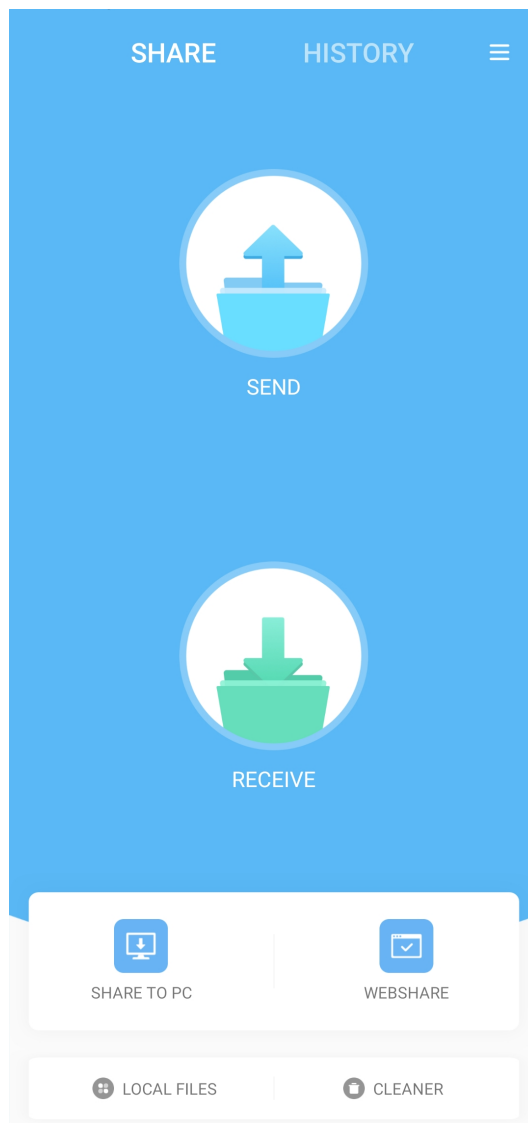 SHARE HISTORY
SEND
RECEIVE
SHARE TO PC WEBSHARE
LOCAL FILES CLEANER